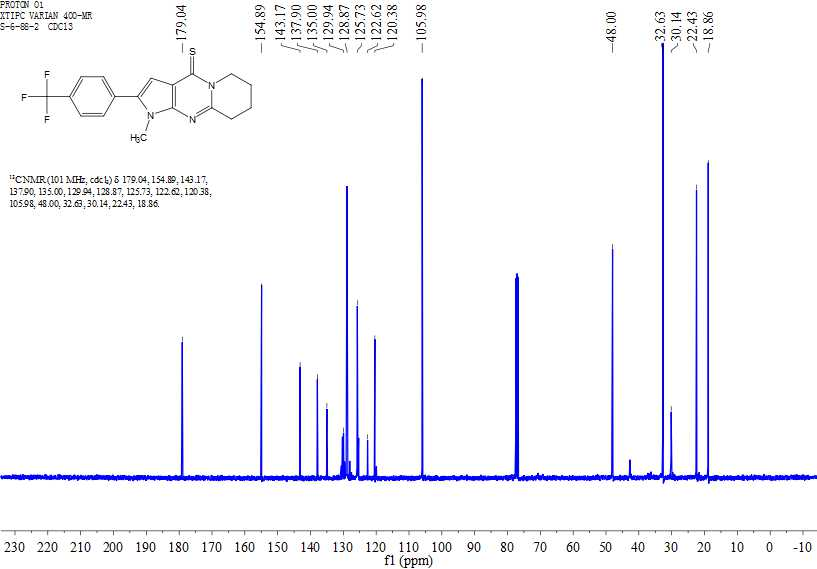 PROTON 01
XTIPC VARIAN 400-MR
S-6-88-2 CDCl3
179.04
154.89
143.17
137.90
135.00
129.94
128.87
125.73
122.62
120.38
105.98
48.00
32.63
30.14
22.43
18.86
S
F
F
F
N
N
N
H₃C
¹³C NMR (101 MHz, cdcl₃) δ 179.04, 154.89, 143.17,
137.90, 135.00, 129.94, 128.87, 125.73, 122.62, 120.38,
105.98, 48.00, 32.63, 30.14, 22.43, 18.86.
230 220 210 200 190 180 170 160 150 140 130 120 110 100 90 80 70 60 50 40 30 20 10 0 -10
f1 (ppm)